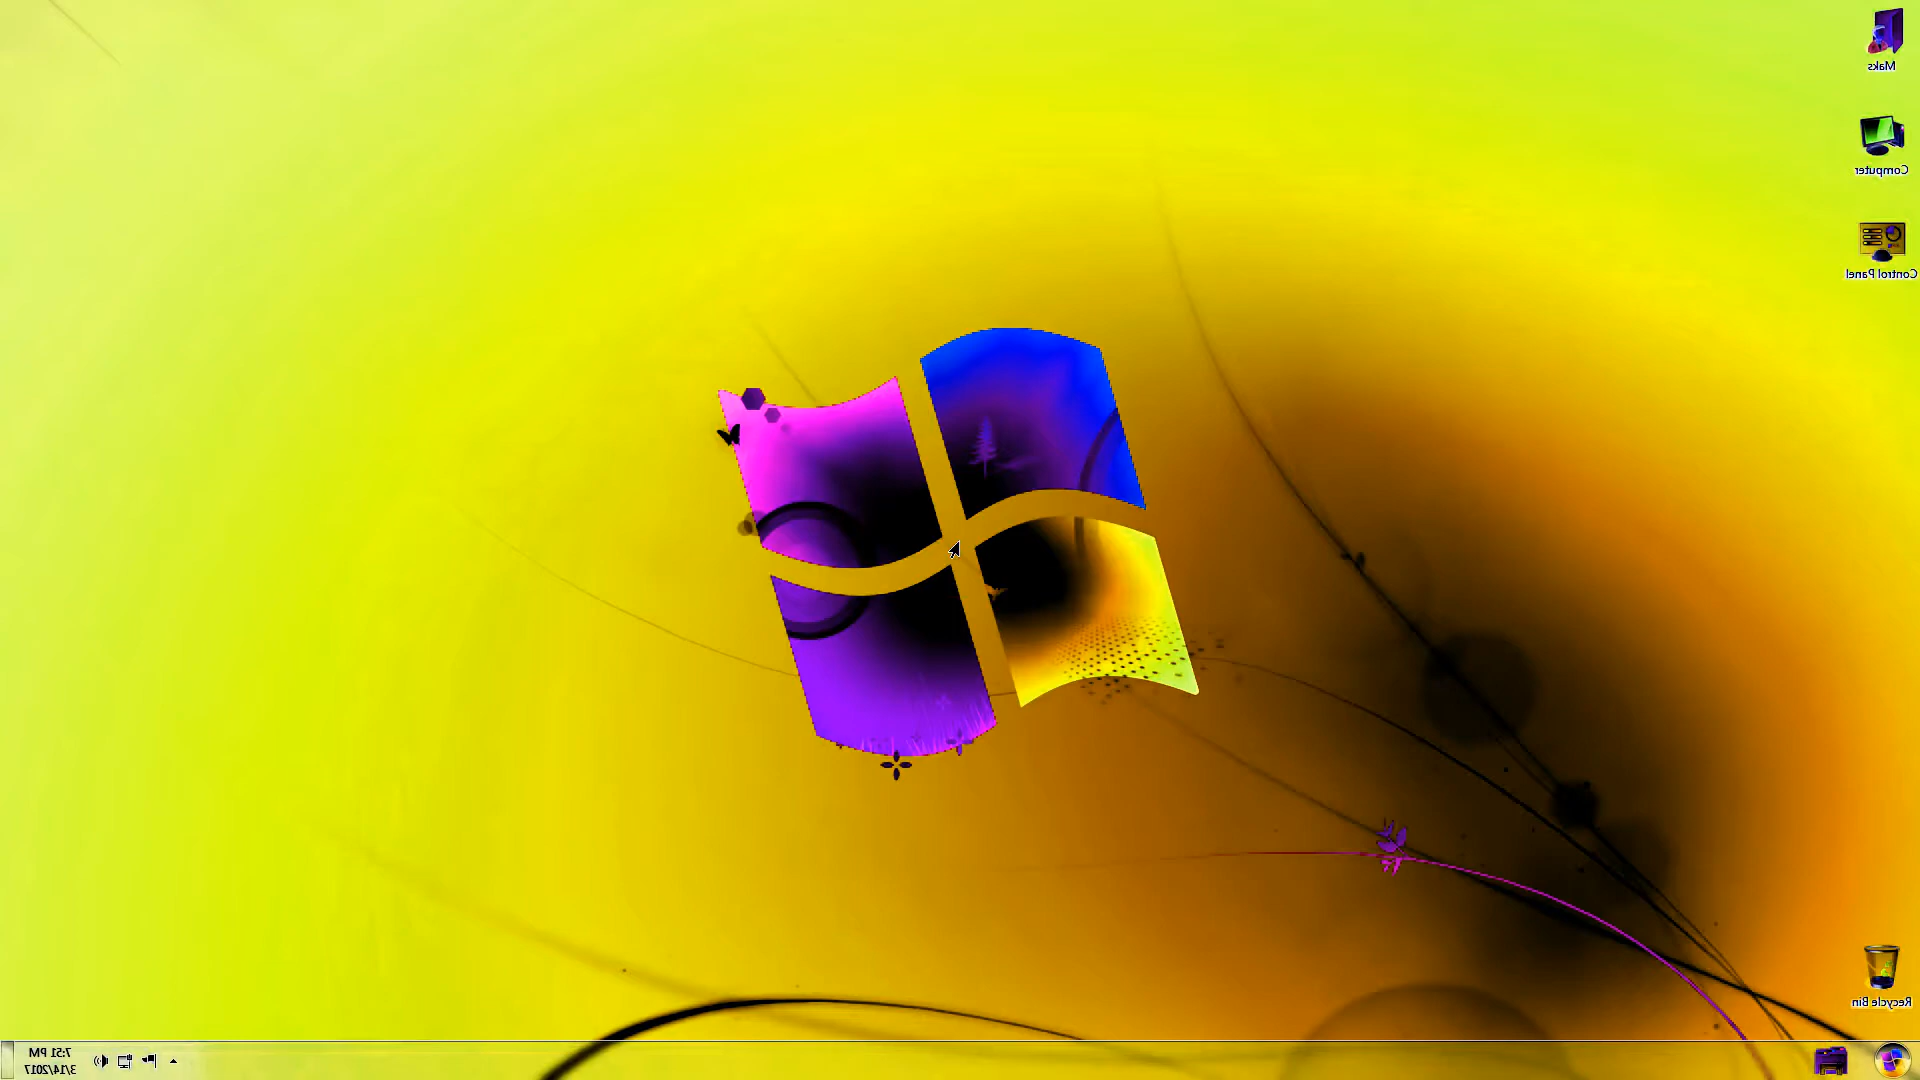 Maks
Computer
Control Panel
Recycle Bin
7:51 PM
3/14/2017